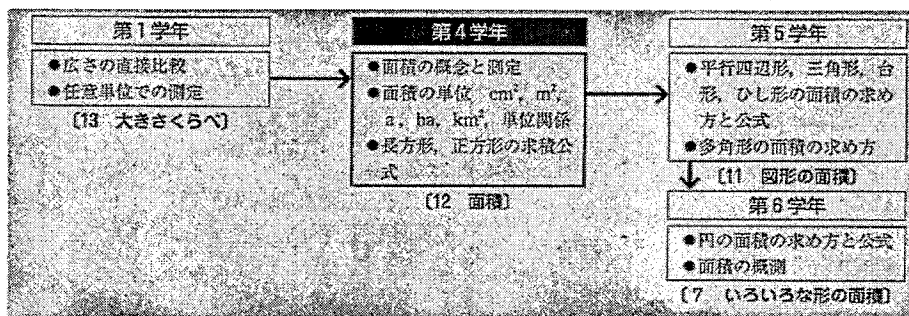 第1学年
●広さの直接比較
●任意単位での測定
〔13 大きさくらべ〕
第4学年
●面積の概念と測定
●面積の単位 cm², m²,
a, ha, km², 単位関係
●長方形, 正方形の求積公
式
〔12 面積〕
第5学年
●平行四辺形, 三角形, 台
形, ひし形の面積の求め
方と公式
●多角形の面積の求め方
〔11 図形の面積〕
第6学年
●円の面積の求め方と公式
●面積の概測
〔7 いろいろな形の面積〕